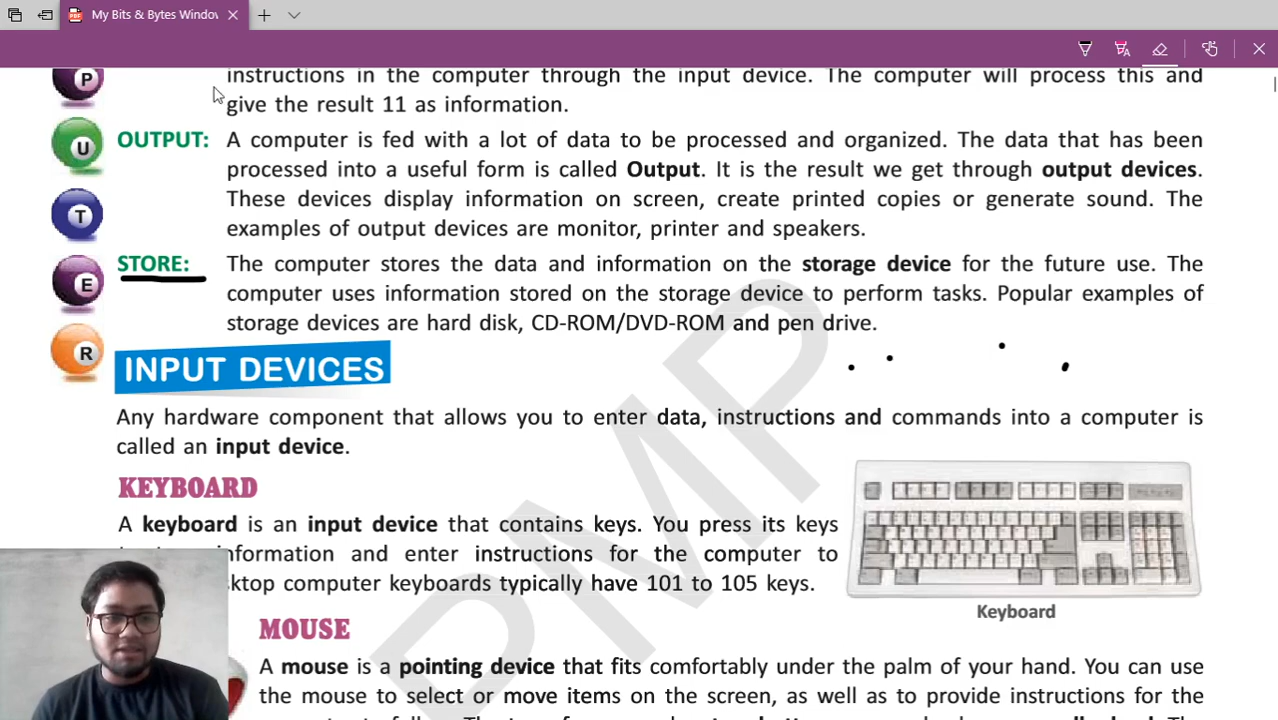 My Bits & Bytes Window
P
instructions in the computer through the input device. The computer will process this and
give the result 11 as information.
U
OUTPUT: A computer is fed with a lot of data to be processed and organized. The data that has been
processed into a useful form is called Output. It is the result we get through output devices.
T
These devices display information on screen, create printed copies or generate sound. The
examples of output devices are monitor, printer and speakers.
E
STORE: The computer stores the data and information on the storage device for the future use. The
computer uses information stored on the storage device to perform tasks. Popular examples of
storage devices are hard disk, CD-ROM/DVD-ROM and pen drive.
R
INPUT DEVICES
Any hardware component that allows you to enter data, instructions and commands into a computer is
called an input device.
KEYBOARD
A keyboard is an input device that contains keys. You press its keys
information and enter instructions for the computer to
computer keyboards typically have 101 to 105 keys.
Keyboard
MOUSE
A mouse is a pointing device that fits comfortably under the palm of your hand. You can use
the mouse to select or move items on the screen, as well as to provide instructions for the
PMP